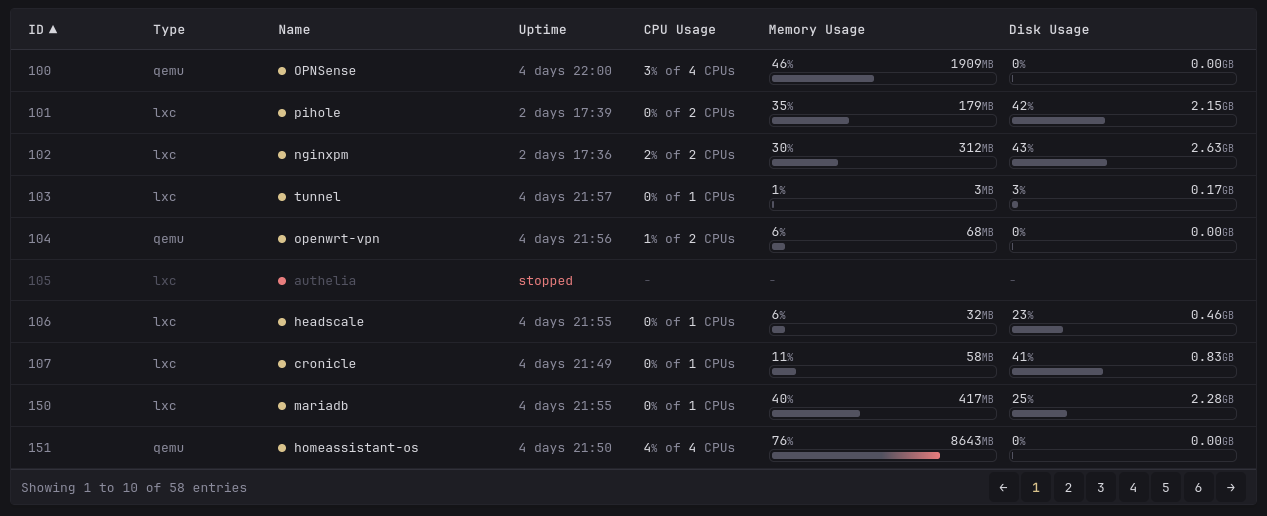 ID ▲ Type Name Uptime CPU Usage Memory Usage Disk Usage
100 qemu OPNSense 4 days 22:00 3% of 4 CPUs 46% 1909MB 0% 0.00GB
101 lxc pihole 2 days 17:39 0% of 2 CPUs 35% 179MB 42% 2.15GB
102 lxc nginxpm 2 days 17:36 2% of 2 CPUs 30% 312MB 43% 2.63GB
103 lxc tunnel 4 days 21:57 0% of 1 CPUs 1% 3MB 3% 0.17GB
104 qemu openwrt-vpn 4 days 21:56 1% of 2 CPUs 6% 68MB 0% 0.00GB
105 lxc authelia stopped - - -
106 lxc headscale 4 days 21:55 0% of 1 CPUs 6% 32MB 23% 0.46GB
107 lxc cronicle 4 days 21:49 0% of 1 CPUs 11% 58MB 41% 0.83GB
150 lxc mariadb 4 days 21:55 0% of 1 CPUs 40% 417MB 25% 2.28GB
151 qemu homeassistant-os 4 days 21:50 4% of 4 CPUs 76% 8643MB 0% 0.00GB
Showing 1 to 10 of 58 entries ← 1 2 3 4 5 6 →